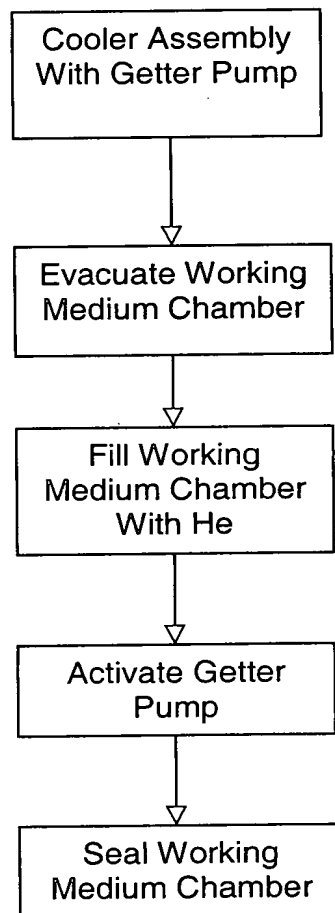 Cooler Assembly
With Getter Pump
Evacuate Working
Medium Chamber
Fill Working
Medium Chamber
With He
Activate Getter
Pump
Seal Working
Medium Chamber